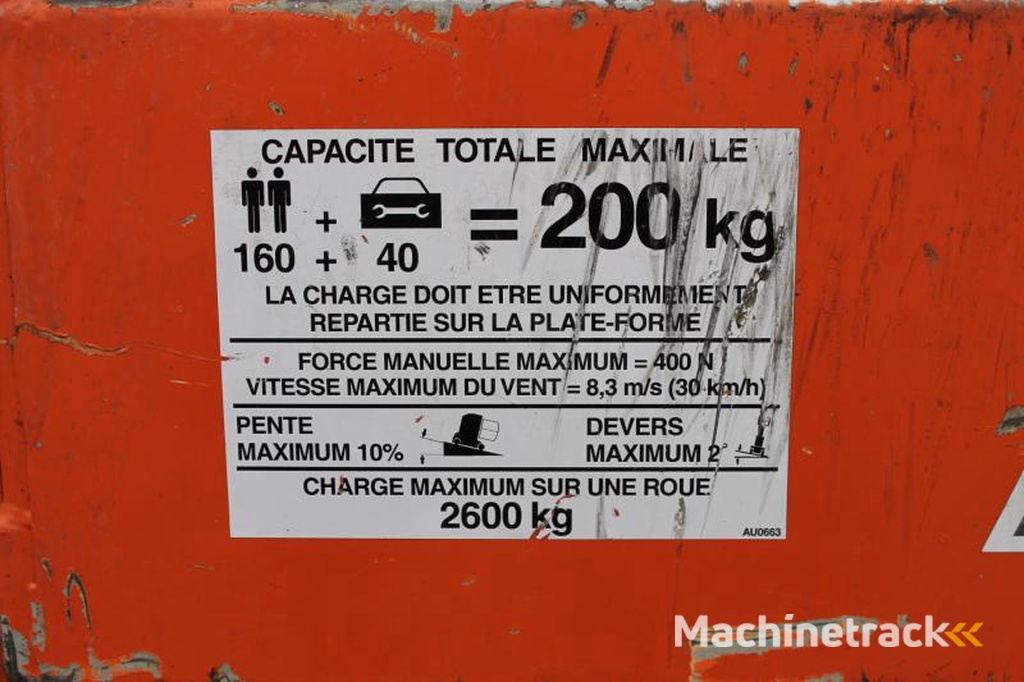 CAPACITE TOTALE MAXIMALE
+ = 200 kg
160 + 40
LA CHARGE DOIT ETRE UNIFORMEMENT
REPARTIE SUR LA PLATE-FORME
FORCE MANUELLE MAXIMUM = 400 N
VITESSE MAXIMUM DU VENT = 8,3 m/s (30 km/h)
PENTE
MAXIMUM 10%
DEVERS
MAXIMUM 2°
CHARGE MAXIMUM SUR UNE ROUE
2600 kg
AU0663
Machinetrack